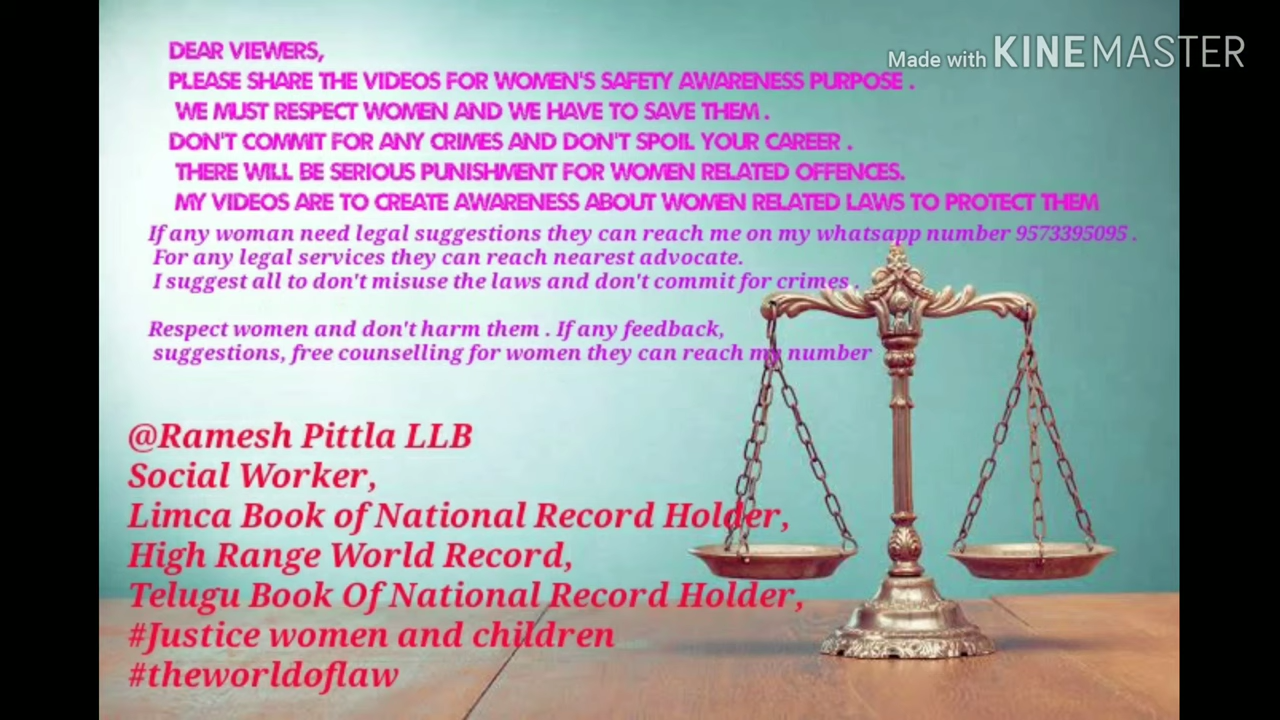 DEAR VIEWERS,
Made with KINEMASTER
PLEASE SHARE THE VIDEOS FOR WOMEN'S SAFETY AWARENESS PURPOSE .
WE MUST RESPECT WOMEN AND WE HAVE TO SAVE THEM .
DON'T COMMIT FOR ANY CRIMES AND DON'T SPOIL YOUR CAREER .
THERE WILL BE SERIOUS PUNISHMENT FOR WOMEN RELATED OFFENCES.
MY VIDEOS ARE TO CREATE AWARENESS ABOUT WOMEN RELATED LAWS TO PROTECT THEM
If any woman need legal suggestions they can reach me on my whatsapp number 9573395095 .
For any legal services they can reach nearest advocate.
I suggest all to don't misuse the laws and don't commit for crimes .
Respect women and don't harm them . If any feedback,
suggestions, free counselling for women they can reach my number
@Ramesh Pittla LLB
Social Worker,
Limca Book of National Record Holder,
High Range World Record,
Telugu Book Of National Record Holder,
#Justice women and children
#theworldoflaw